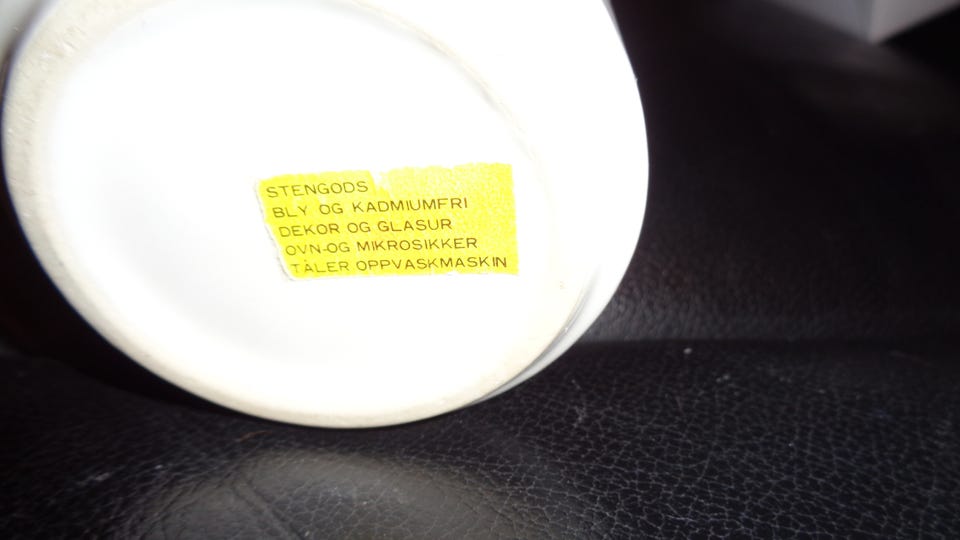 STENGODS
BLY OG KADMIUMFRI
DEKOR OG GLASUR
OVN-OG MIKROSIKKER
TÅLER OPPVASKMASKIN